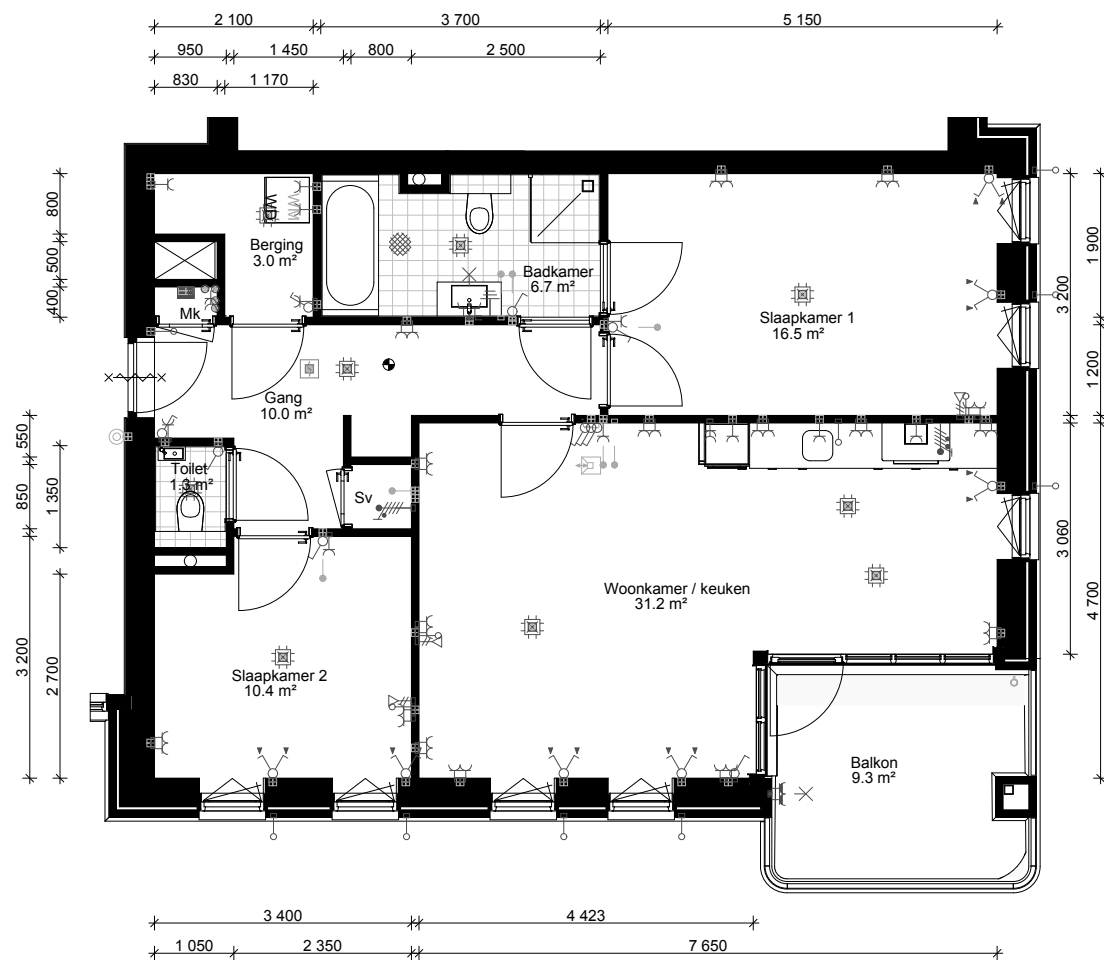 2 100
3 700
5 150
950
1 450
800
2 500
830
1 170
800
500
400
550
850
1 350
3 200
2 700
1 900
3 200
1 200
3 060
4 700
WD
WM
Berging
3.0 m²
Badkamer
6.7 m²
Mk
Slaapkamer 1
16.5 m²
Gang
10.0 m²
Toilet
1.3 m²
Sv
Woonkamer / keuken
31.2 m²
Slaapkamer 2
10.4 m²
Balkon
9.3 m²
3 400
4 423
1 050
2 350
7 650